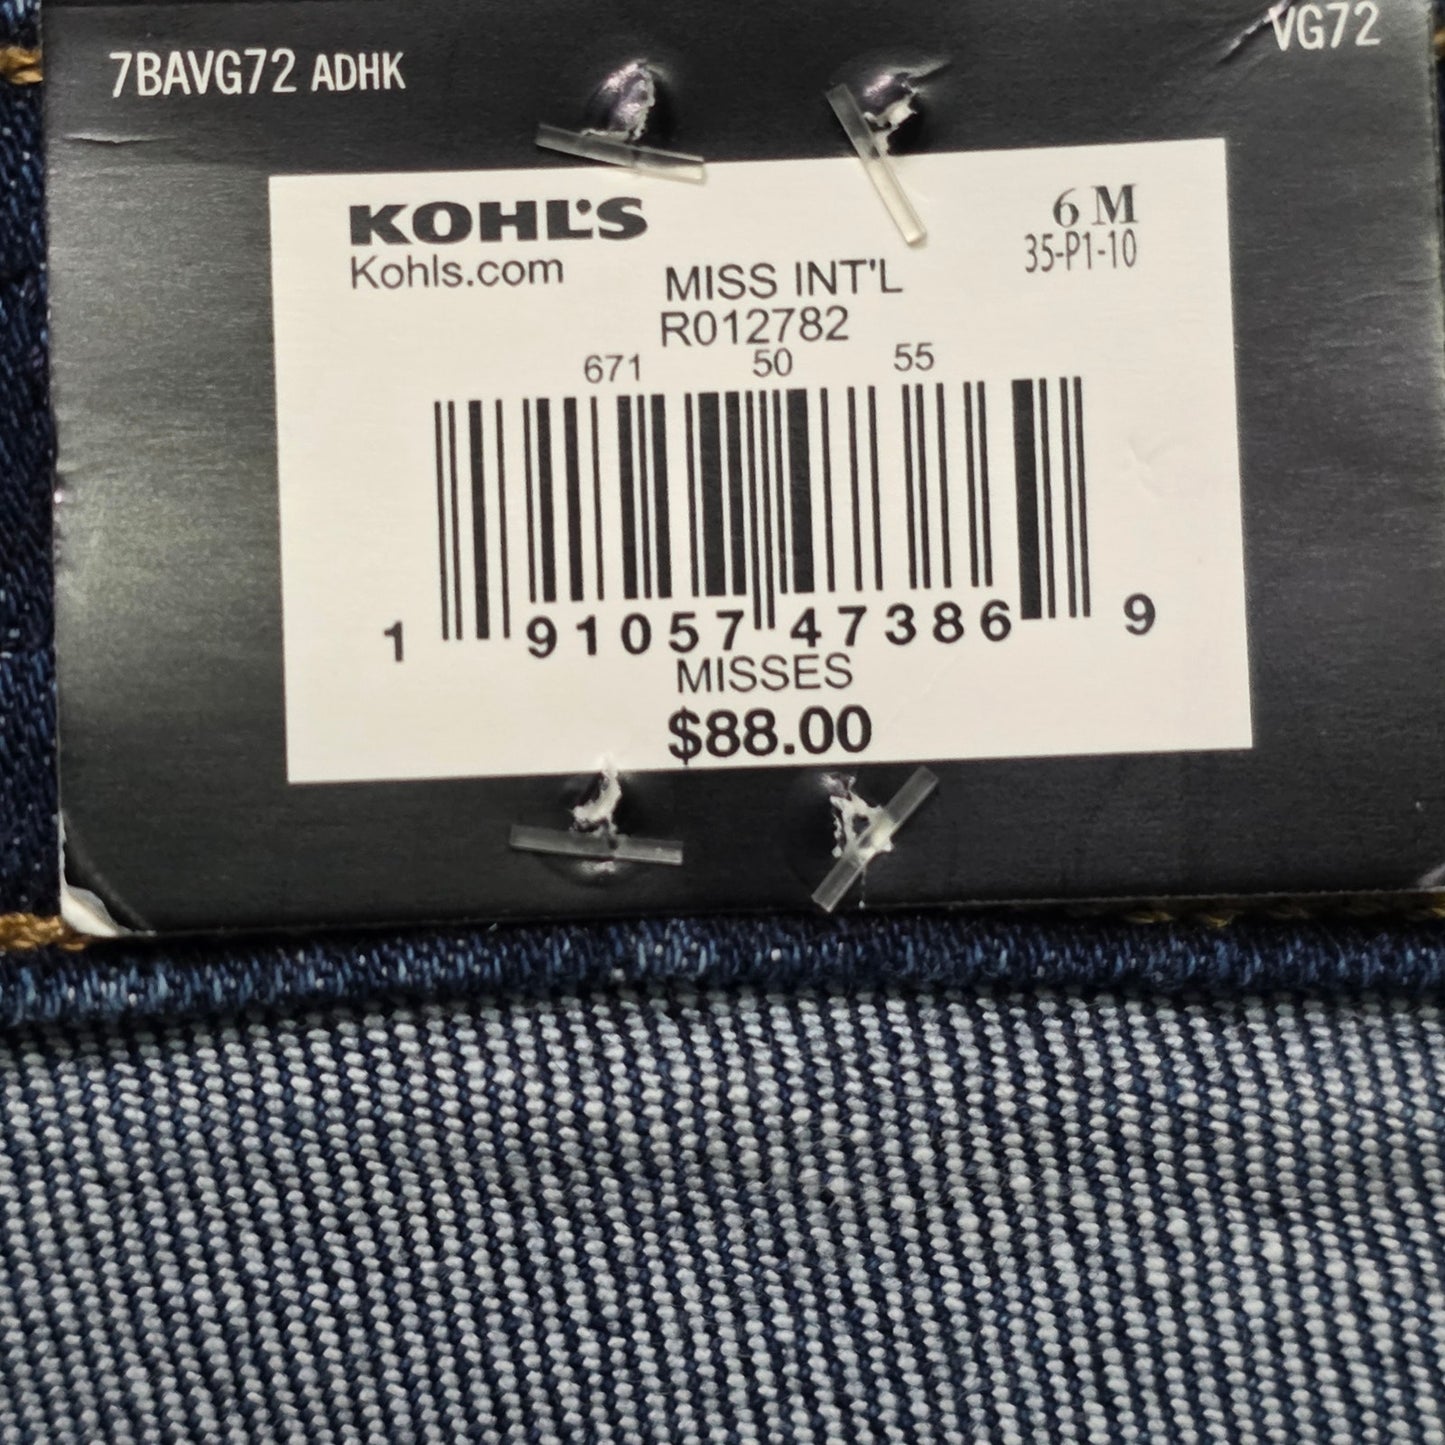 7BAVG72 ADHK
VG72
KOHL'S
Kohls.com
6 M
35-P1-10
MISS INT'L
R012782
671 50 55
1 91057 47386 9
MISSES
$88.00